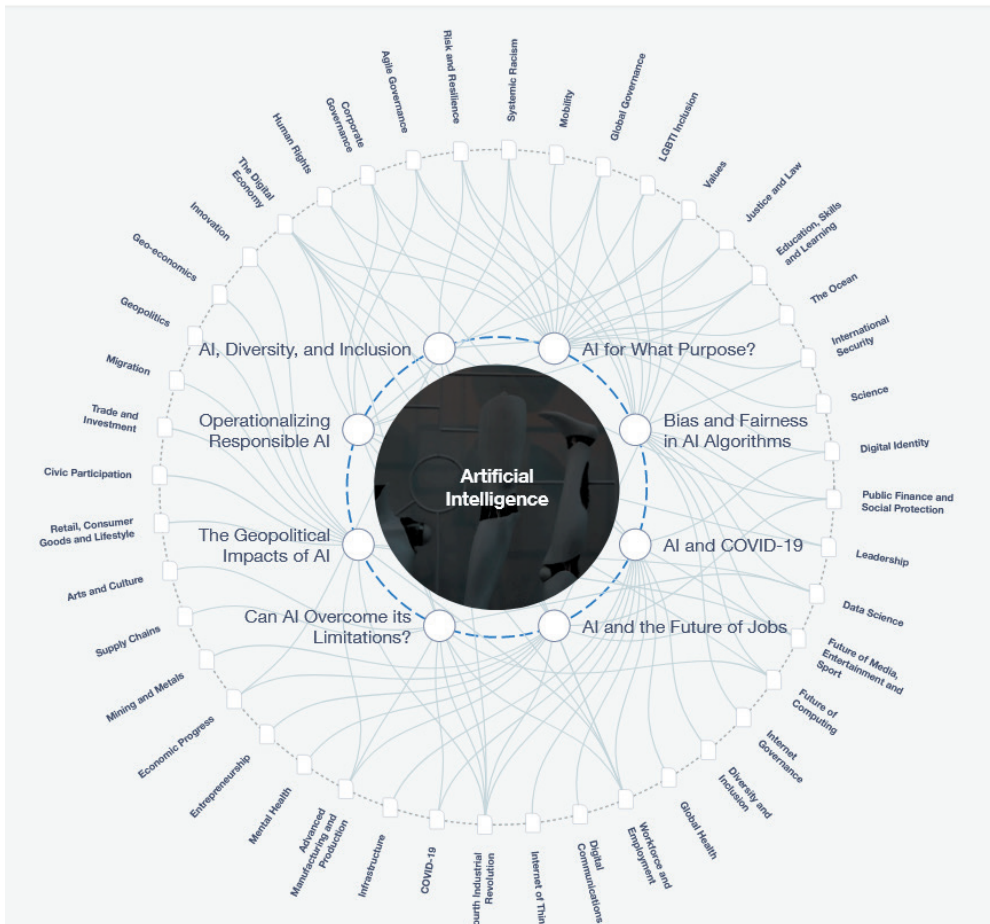 Risk and Resilience
Systemic Racism
Agile Governance
Mobility
Global Governance
Corporate
Governance
LGBTI Inclusion
Human Rights
Values
The Digital
Economy
Justice and Law
Innovation
Education, Skills
and Learning
Geo-economics
The Ocean
Geopolitics
International
Security
AI, Diversity, and Inclusion
AI for What Purpose?
Migration
Science
Trade and
Investment
Operationalizing
Responsible AI
Bias and Fairness
in AI Algorithms
Digital Identity
Civic Participation
Artificial
Intelligence
Public Finance and
Social Protection
Retail, Consumer
Goods and Lifestyle
The Geopolitical
Impacts of AI
AI and COVID-19
Leadership
Arts and Culture
Data Science
Can AI Overcome its
Limitations?
AI and the Future of Jobs
Supply Chains
Future of Media,
Entertainment and
Sport
Mining and Metals
Future of
Computing
Economic Progress
Internet
Governance
Entrepreneurship
Diversity and
Inclusion
Mental Health
Global Health
Advanced
Manufacturing and
Production
Workforce and
Employment
Infrastructure
Digital
Communications
COVID-19
Industrial
Revolution
Internet of